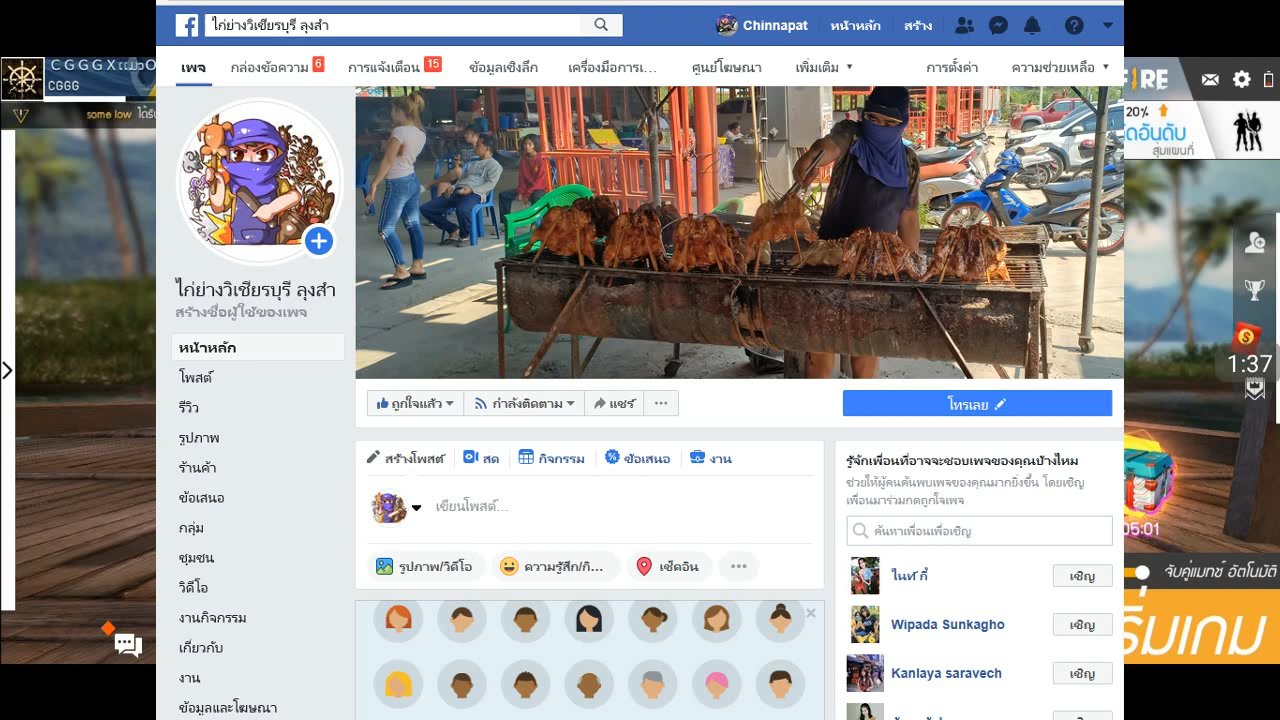 ไก่ย่างวิเชียรบุรี ลุงสำ
Chinnapat
หน้าหลัก
สร้าง
เพจ
กล่องข้อความ 6
การแจ้งเตือน 15
ข้อมูลเชิงลึก
เครื่องมือการเ...
ศูนย์โฆษณา
เพิ่มเติม
การตั้งค่า
ความช่วยเหลือ
CGGG
some low ได้รับ
FIRE
20%
สุ่มแผนที่
1:37
05:01
จับคู่แมทช์ อัตโนมัติ
ริ่มเกม
ไก่ย่างวิเชียรบุรี ลุงสำ
สร้างชื่อผู้ใช้ของเพจ
หน้าหลัก
โพสต์
รีวิว
รูปภาพ
ร้านค้า
ข้อเสนอ
กลุ่ม
ชุมชน
วิดีโอ
งานกิจกรรม
เกี่ยวกับ
งาน
ข้อมูลและโฆษณา
ถูกใจแล้ว
กำลังติดตาม
แชร์
...
โทรเลย
สร้างโพสต์
สด
กิจกรรม
ข้อเสนอ
งาน
เขียนโพสต์...
รูปภาพ/วิดีโอ
ความรู้สึก/กิ...
เช็คอิน
...
รู้จักเพื่อนที่อาจจะชอบเพจของคุณบ้างไหม
ช่วยให้ผู้คนค้นพบเพจของคุณมากยิ่งขึ้น โดยเชิญ
เพื่อนมาร่วมกดถูกใจเพจ
ค้นหาเพื่อนเพื่อเชิญ
ไนท์ กี้
เชิญ
Wipada Sunkagho
เชิญ
Kanlaya saravech
เชิญ